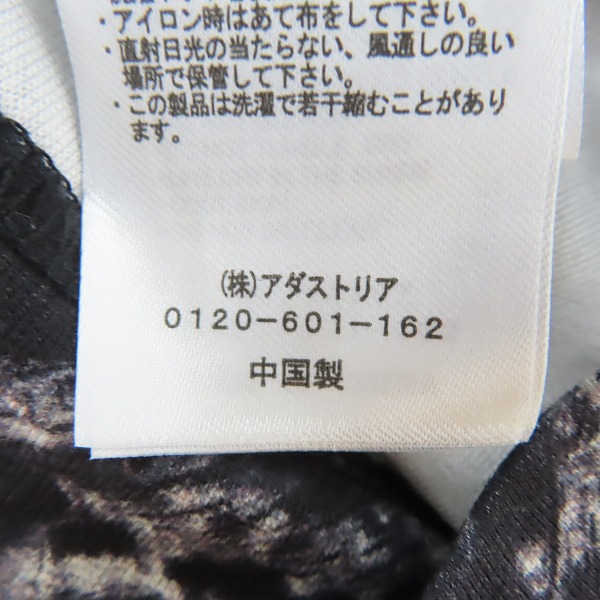 ・アイロン時はあて布をして下さい。
・直射日光の当たらない、風通しの良い
場所で保管して下さい。
・この製品は洗濯で若干縮むことがあり
ます。
(株)アダストリア
0120-601-162
中国製